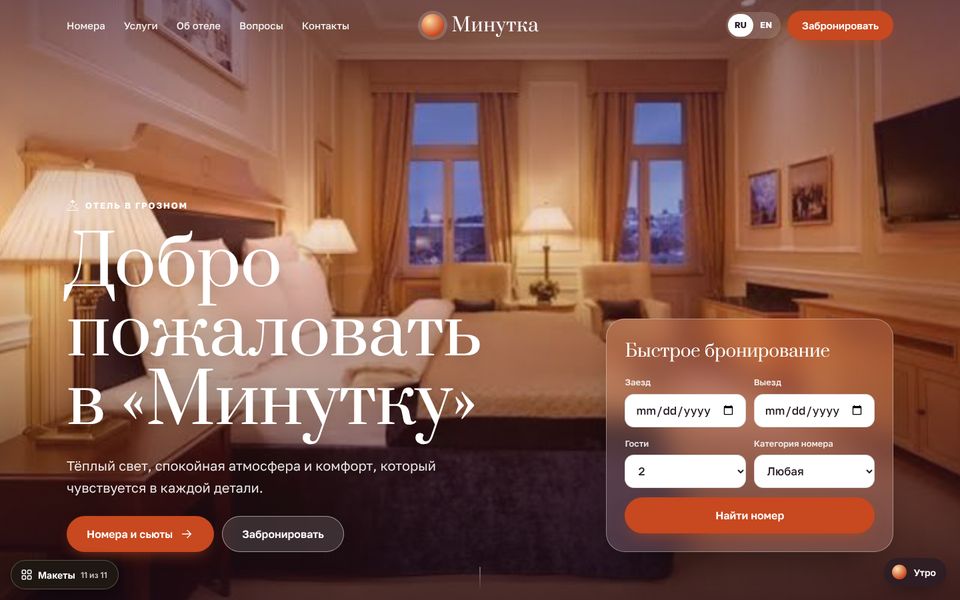 Номера Услуги Об отеле Вопросы Контакты
Минутка
RU EN Забронировать
ОТЕЛЬ В ГРОЗНОМ
Добро
пожаловать
в «Минутку»
Тёплый свет, спокойная атмосфера и комфорт, который
чувствуется в каждой детали.
Номера и сьюты → Забронировать
Быстрое бронирование
Заезд Выезд
mm/dd/yyyy mm/dd/yyyy
Гости Категория номера
2 Любая
Найти номер
Макеты 11 из 11
Утро